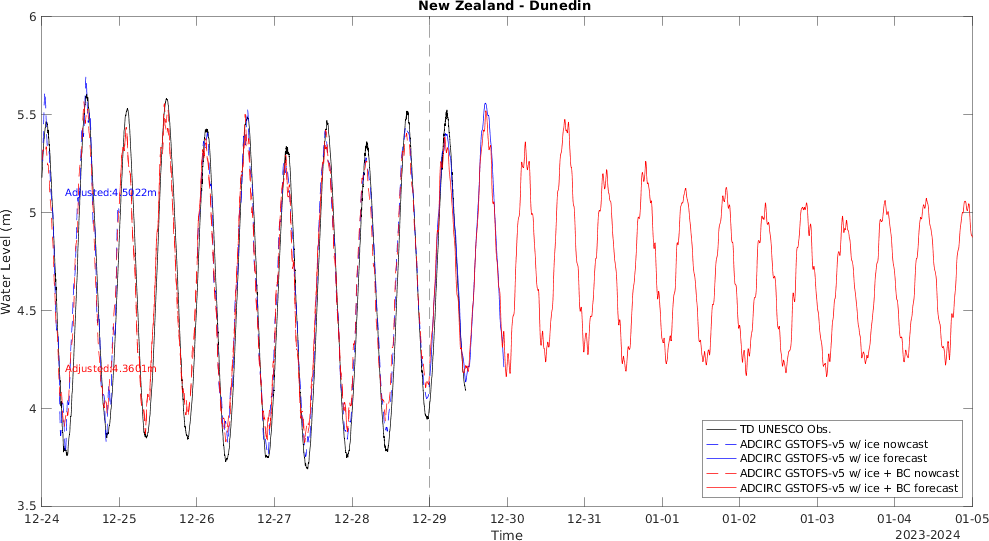 New Zealand - Dunedin
Water Level (m)
6
5.5
5
4.5
4
3.5
Adjusted:4.5022m
Adjusted:4.3601m
TD UNESCO Obs.
ADCIRC GSTOFS-v5 w/ ice nowcast
ADCIRC GSTOFS-v5 w/ ice forecast
ADCIRC GSTOFS-v5 w/ ice + BC nowcast
ADCIRC GSTOFS-v5 w/ ice + BC forecast
12-24 12-25 12-26 12-27 12-28 12-29 12-30 12-31 01-01 01-02 01-03 01-04 01-05
Time
2023-2024